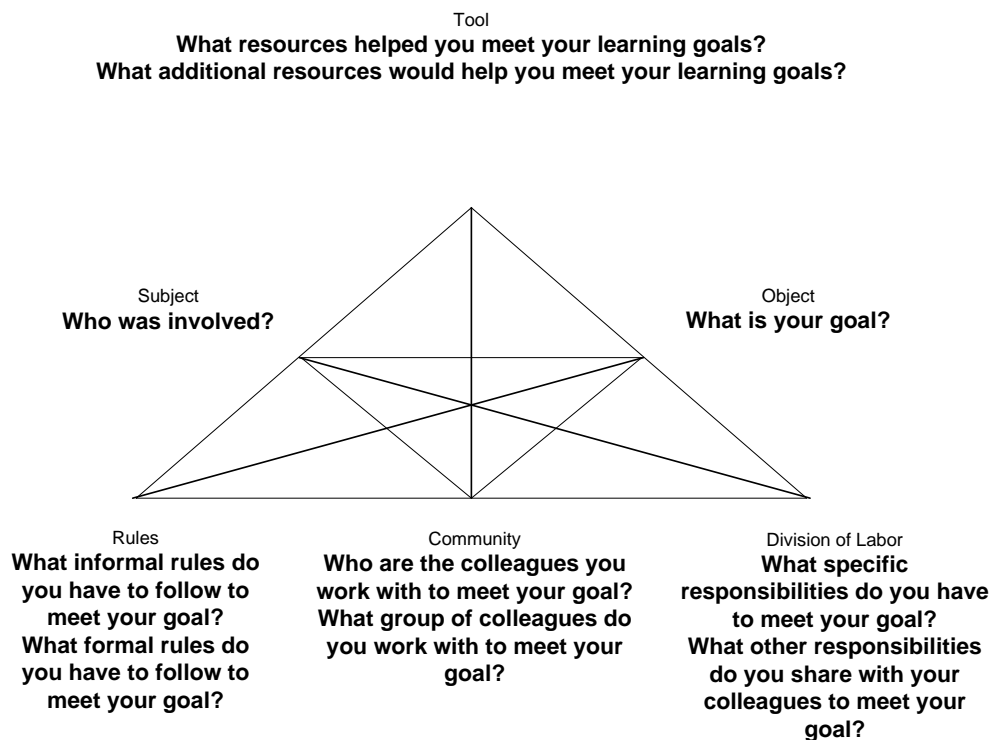 Tool
What resources helped you meet your learning goals?
What additional resources would help you meet your learning goals?
Subject
Who was involved?
Object
What is your goal?
Rules
What informal rules do
you have to follow to
meet your goal?
What formal rules do
you have to follow to
meet your goal?
Community
Who are the colleagues you
work with to meet your goal?
What group of colleagues do
you work with to meet your
goal?
Division of Labor
What specific
responsibilities do you have
to meet your goal?
What other responsibilities
do you share with your
colleagues to meet your
goal?